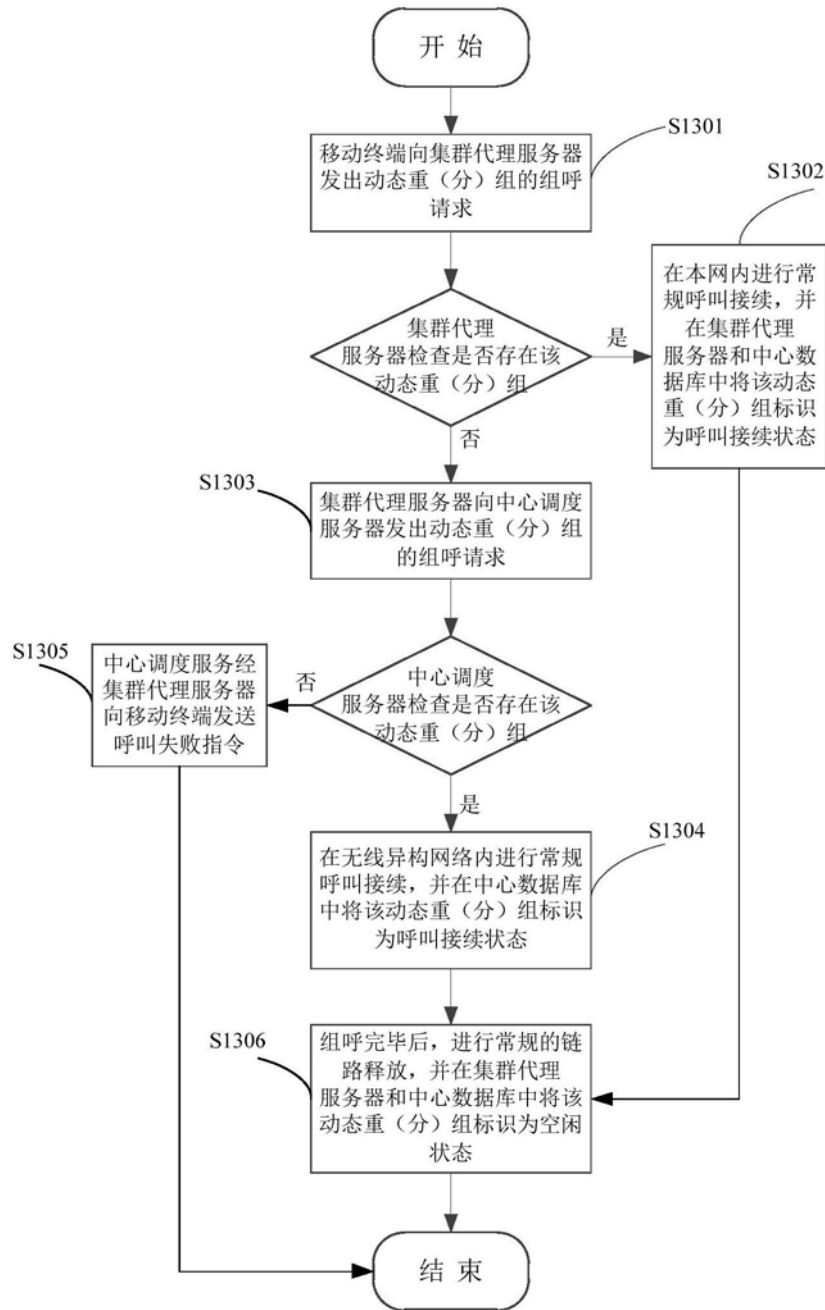 开 始
S1301
移动终端向集群代理服务器
发出动态重（分）组的组呼
请求
S1302
在本网内进行常
规呼叫接续，并
在集群代理
服务器和中心数
据库中将该动态
重（分）组标识
为呼叫接续状态
集群代理
服务器检查是否存在该
动态重（分）组
是
否
S1303
集群代理服务器向中心调度
服务器发出动态重（分）组
的组呼请求
S1305
中心调度服务经
集群代理服务器
向移动终端发送
呼叫失败指令
否
中心调度
服务器检查是否存在该
动态重（分）组
是
S1304
在无线异构网络内进行常规
呼叫接续，并在中心数据库
中将该动态重（分）组标识
为呼叫接续状态
S1306
组呼完毕后，进行常规的链
路释放，并在集群代理
服务器和中心数据库中将该
动态重（分）组标识为空闲
状态
结 束